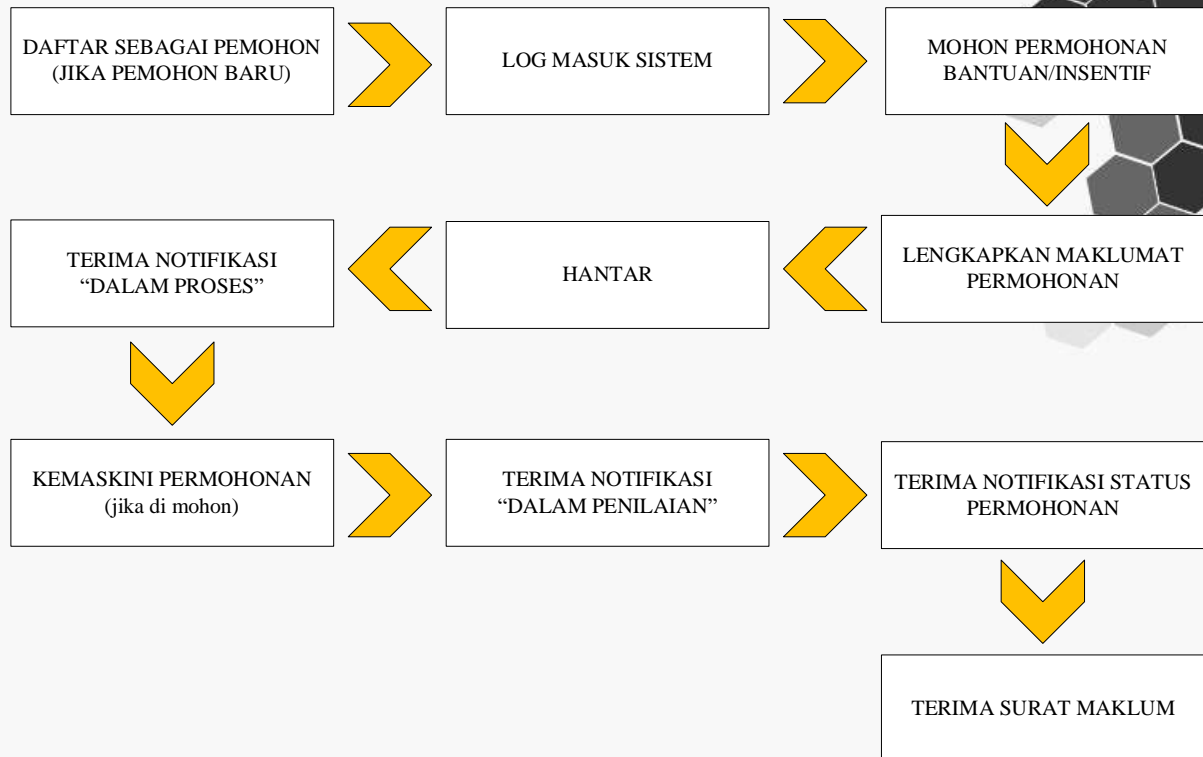 DAFTAR SEBAGAI PEMOHON
(JIKA PEMOHON BARU)
LOG MASUK SISTEM
MOHON PERMOHONAN
BANTUAN/INSENTIF
LENGKAPKAN MAKLUMAT
PERMOHONAN
HANTAR
TERIMA NOTIFIKASI
“DALAM PROSES”
KEMASKINI PERMOHONAN
(jika di mohon)
TERIMA NOTIFIKASI
“DALAM PENILAIAN”
TERIMA NOTIFIKASI STATUS
PERMOHONAN
TERIMA SURAT MAKLUM